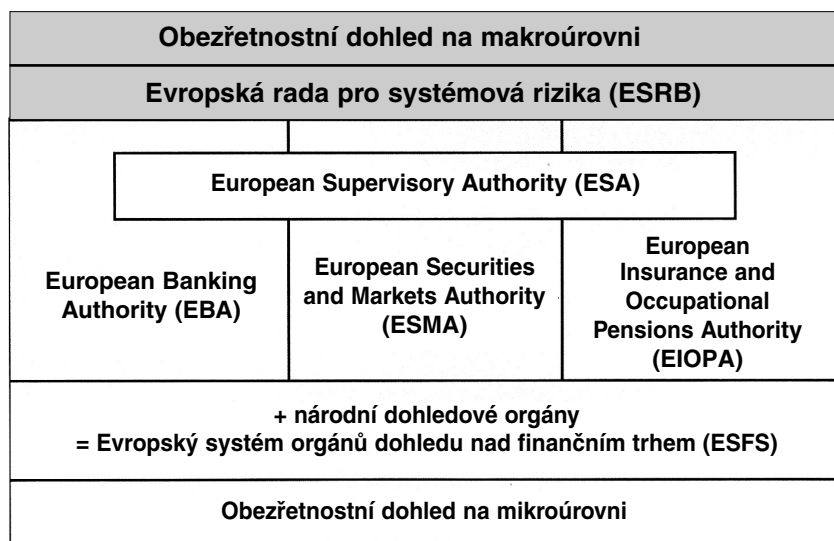 Obezřetnostní dohled na makroúrovni
Evropská rada pro systémová rizika (ESRB)
European Supervisory Authority (ESA)
European Banking
Authority (EBA)
European Securities
and Markets Authority
(ESMA)
European
Insurance and
Occupational
Pensions Authority
(EIOPA)
+ národní dohledové orgány
= Evropský systém orgánů dohledu nad finančním trhem (ESFS)
Obezřetnostní dohled na mikroúrovni